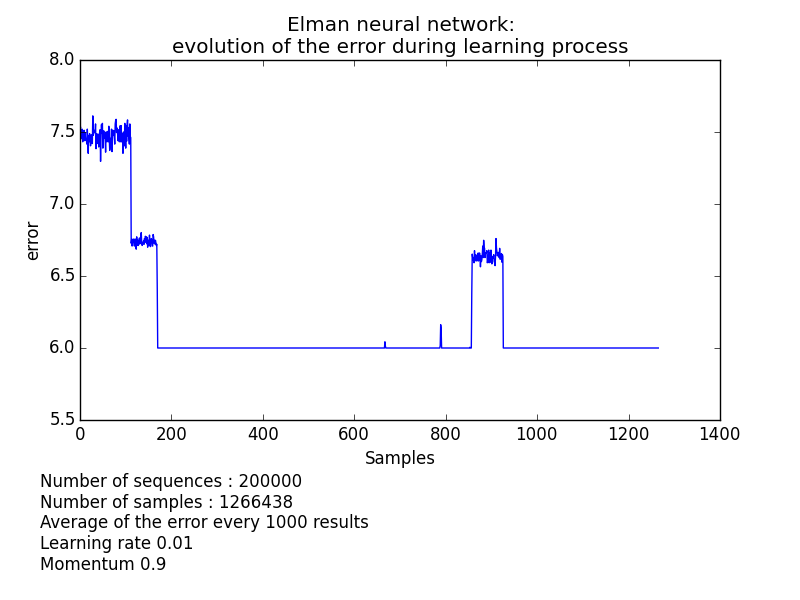 Elman neural network:
evolution of the error during learning process
8.0
7.5
7.0
6.5
6.0
5.5
error
0 200 400 600 800 1000 1200 1400
Samples
Number of sequences : 200000
Number of samples : 1266438
Average of the error every 1000 results
Learning rate 0.01
Momentum 0.9